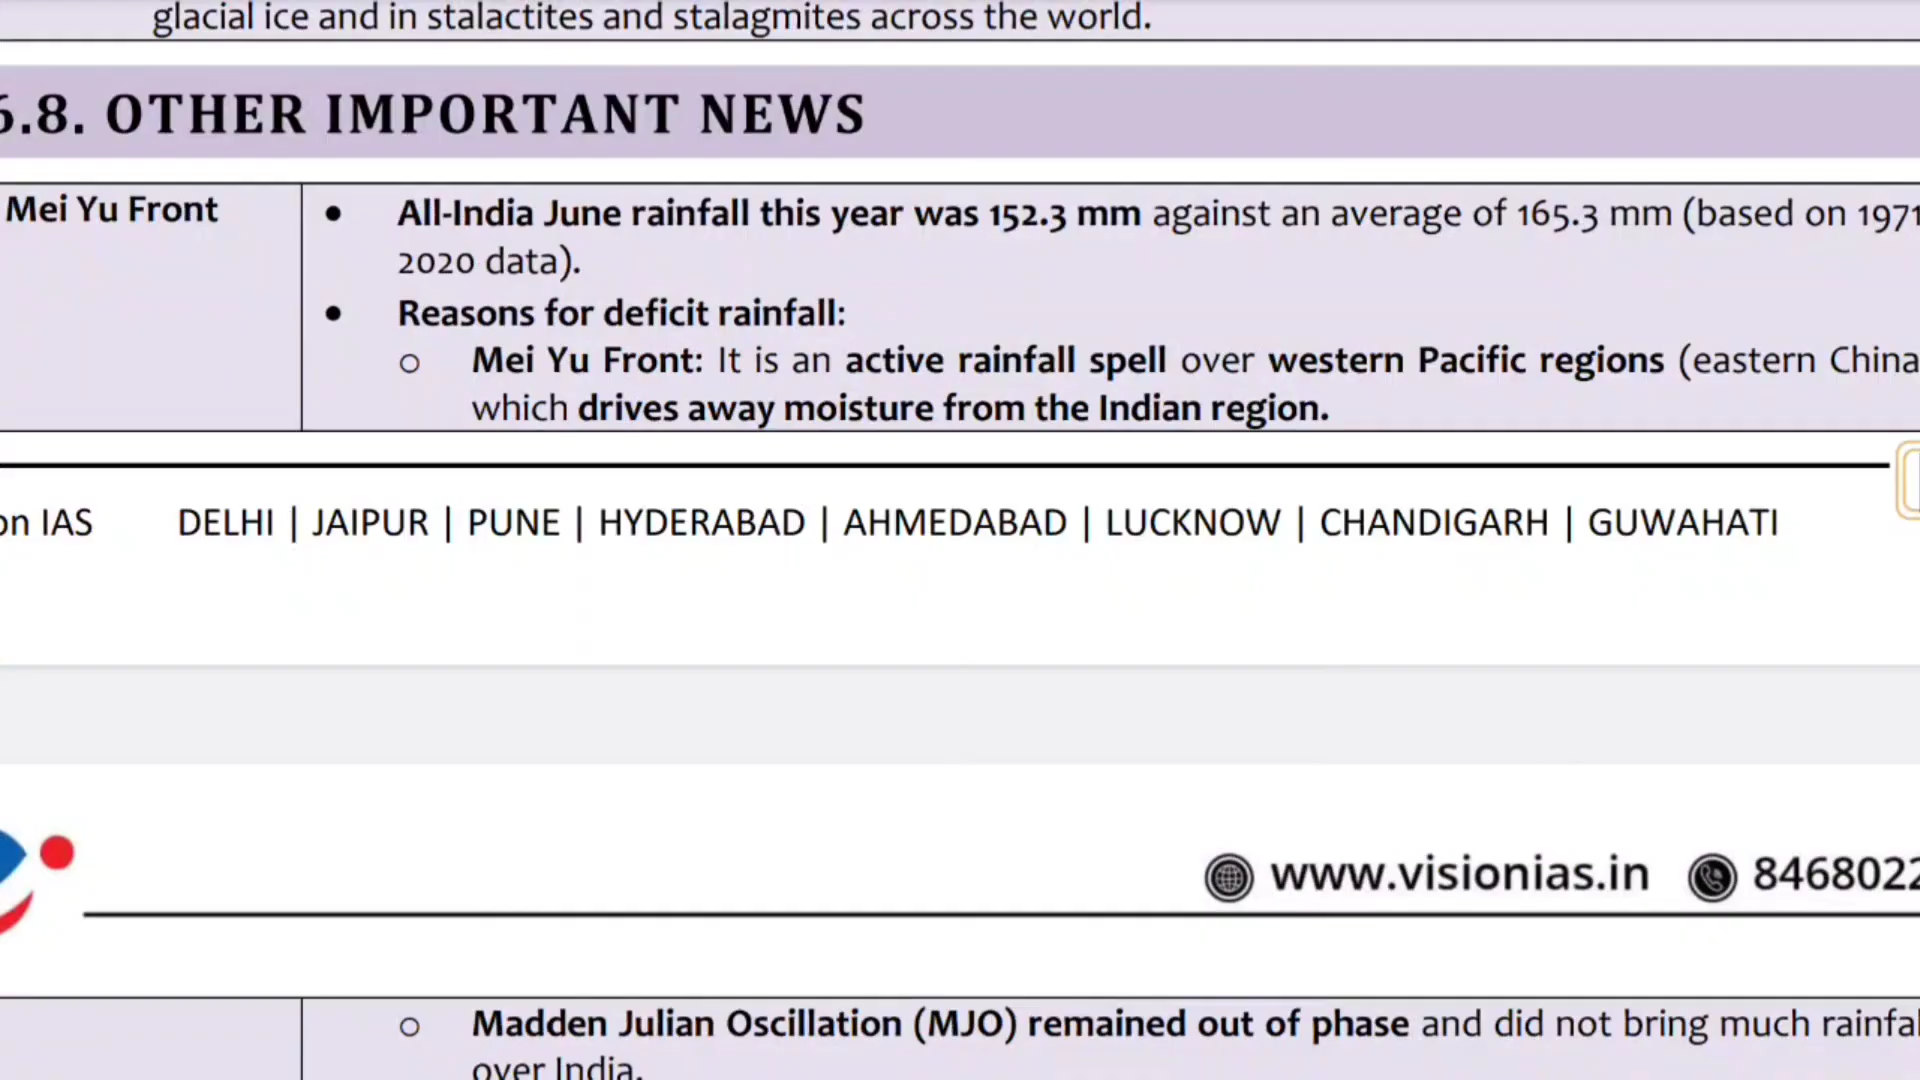 glacial ice and in stalactites and stalagmites across the world.
6.8. OTHER IMPORTANT NEWS
Mei Yu Front
• All-India June rainfall this year was 152.3 mm against an average of 165.3 mm (based on 1971
2020 data).
• Reasons for deficit rainfall:
o Mei Yu Front: It is an active rainfall spell over western Pacific regions (eastern China
which drives away moisture from the Indian region.
on IAS DELHI | JAIPUR | PUNE | HYDERABAD | AHMEDABAD | LUCKNOW | CHANDIGARH | GUWAHATI
www.visionias.in 8468022
o Madden Julian Oscillation (MJO) remained out of phase and did not bring much rainfal
over India.